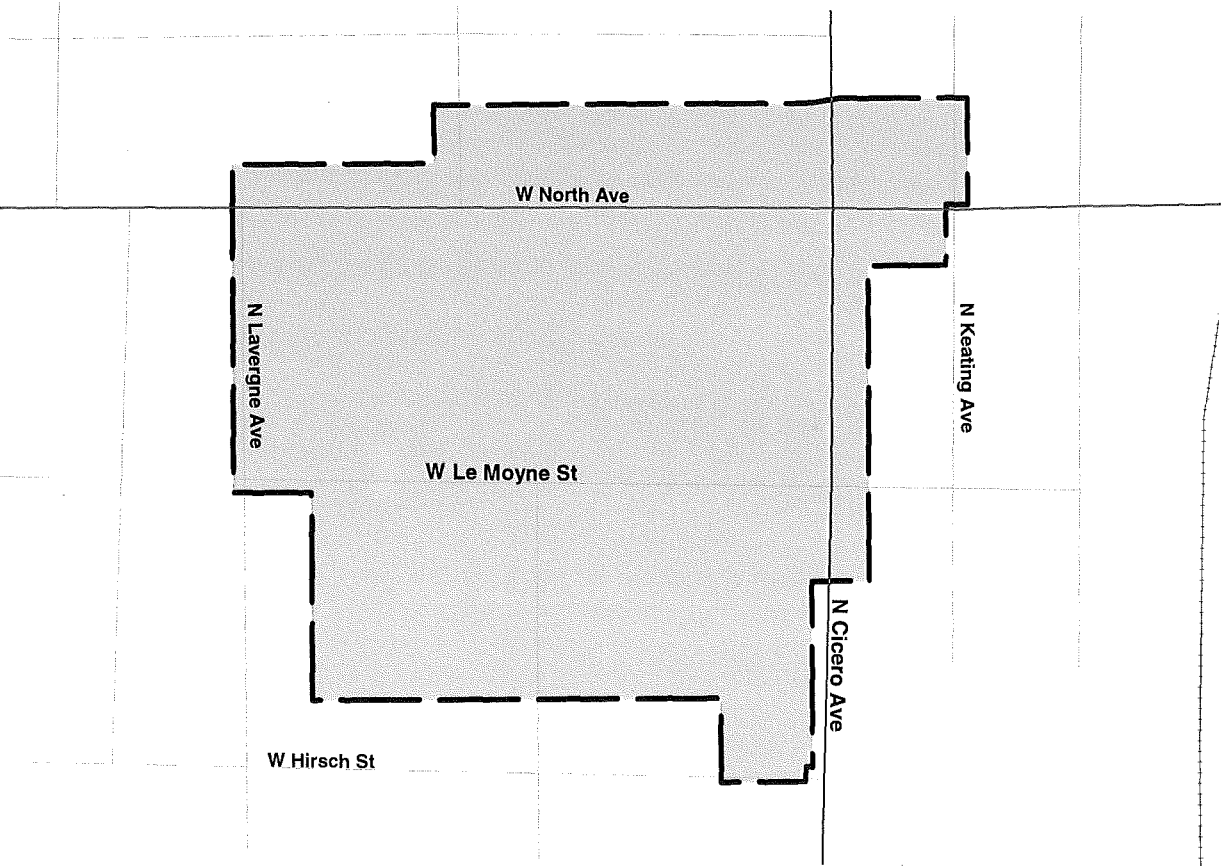 W North Ave
N Lavergne Ave
N Keating Ave
W Le Moyne St
N Cicero Ave
W Hirsch St